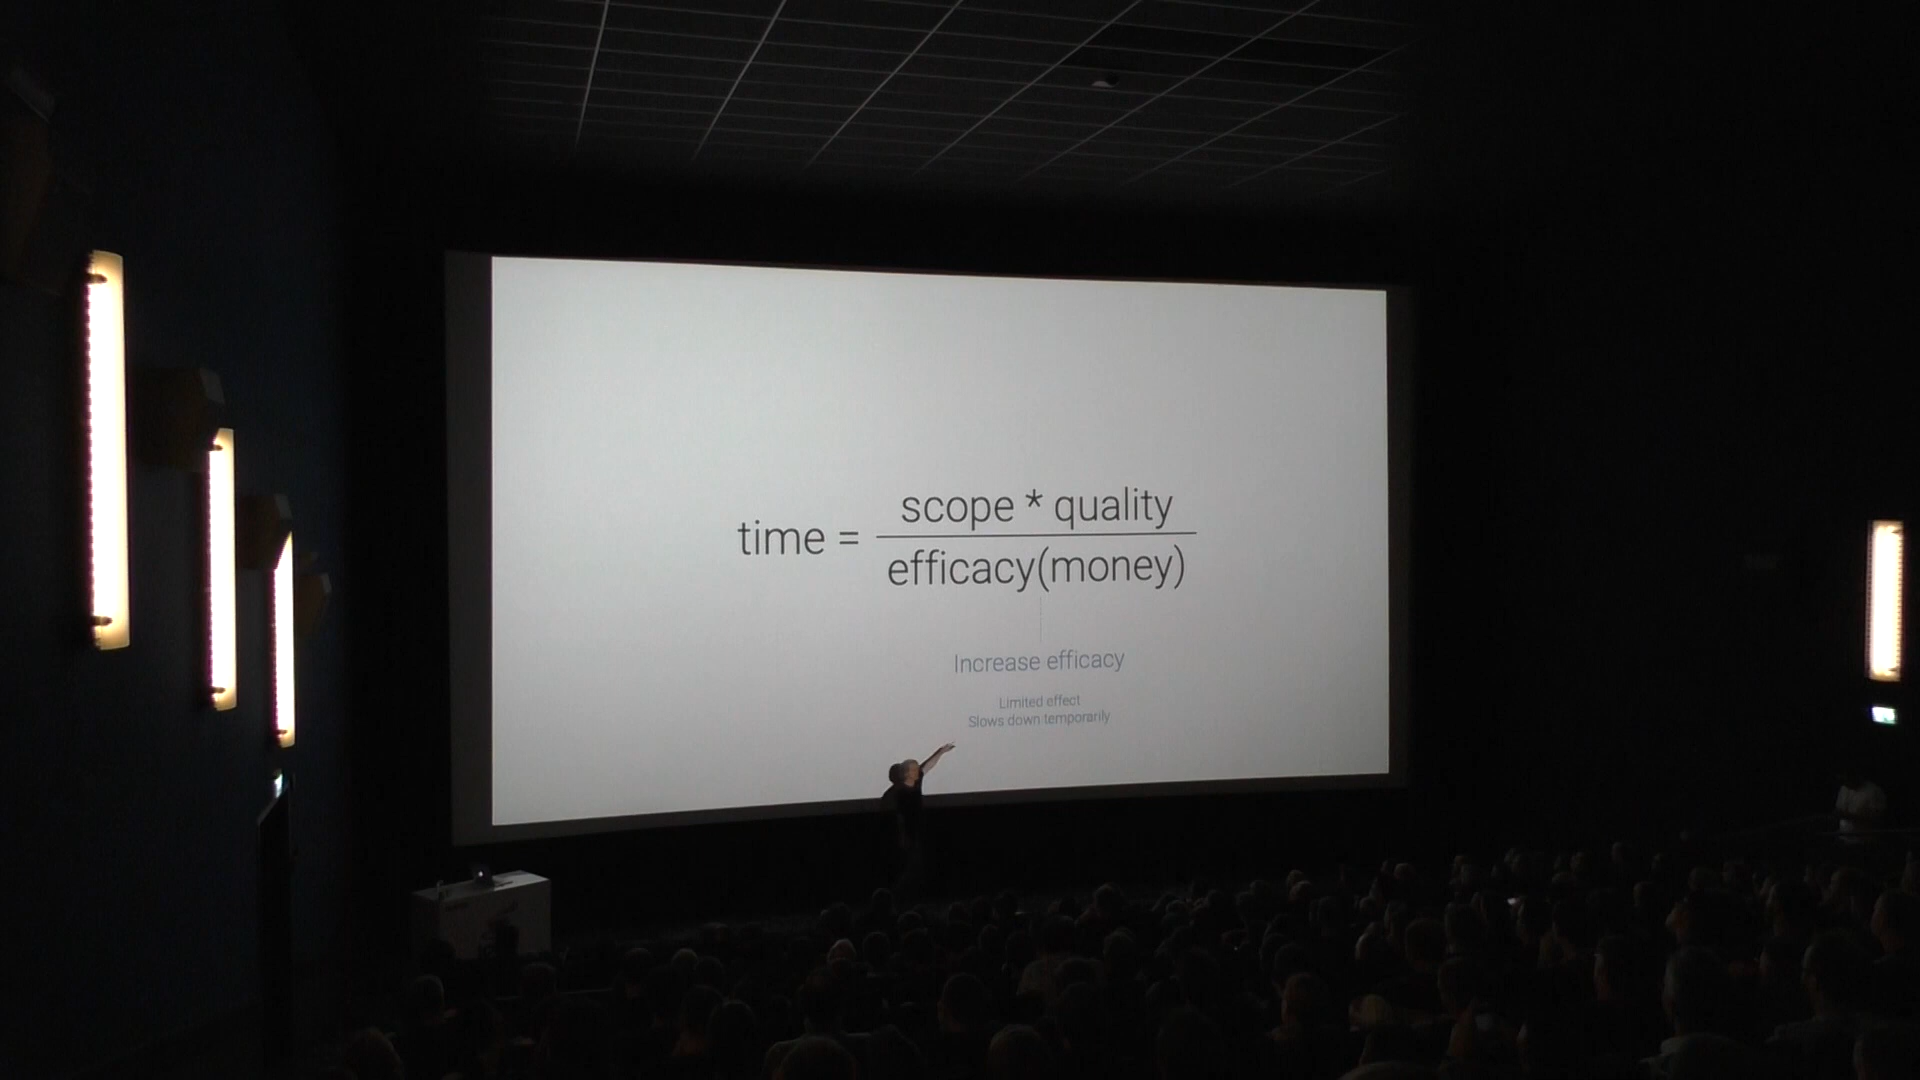 time = scope * quality
efficacy(money)
Increase efficacy
Limited effect
Slows down temporarily